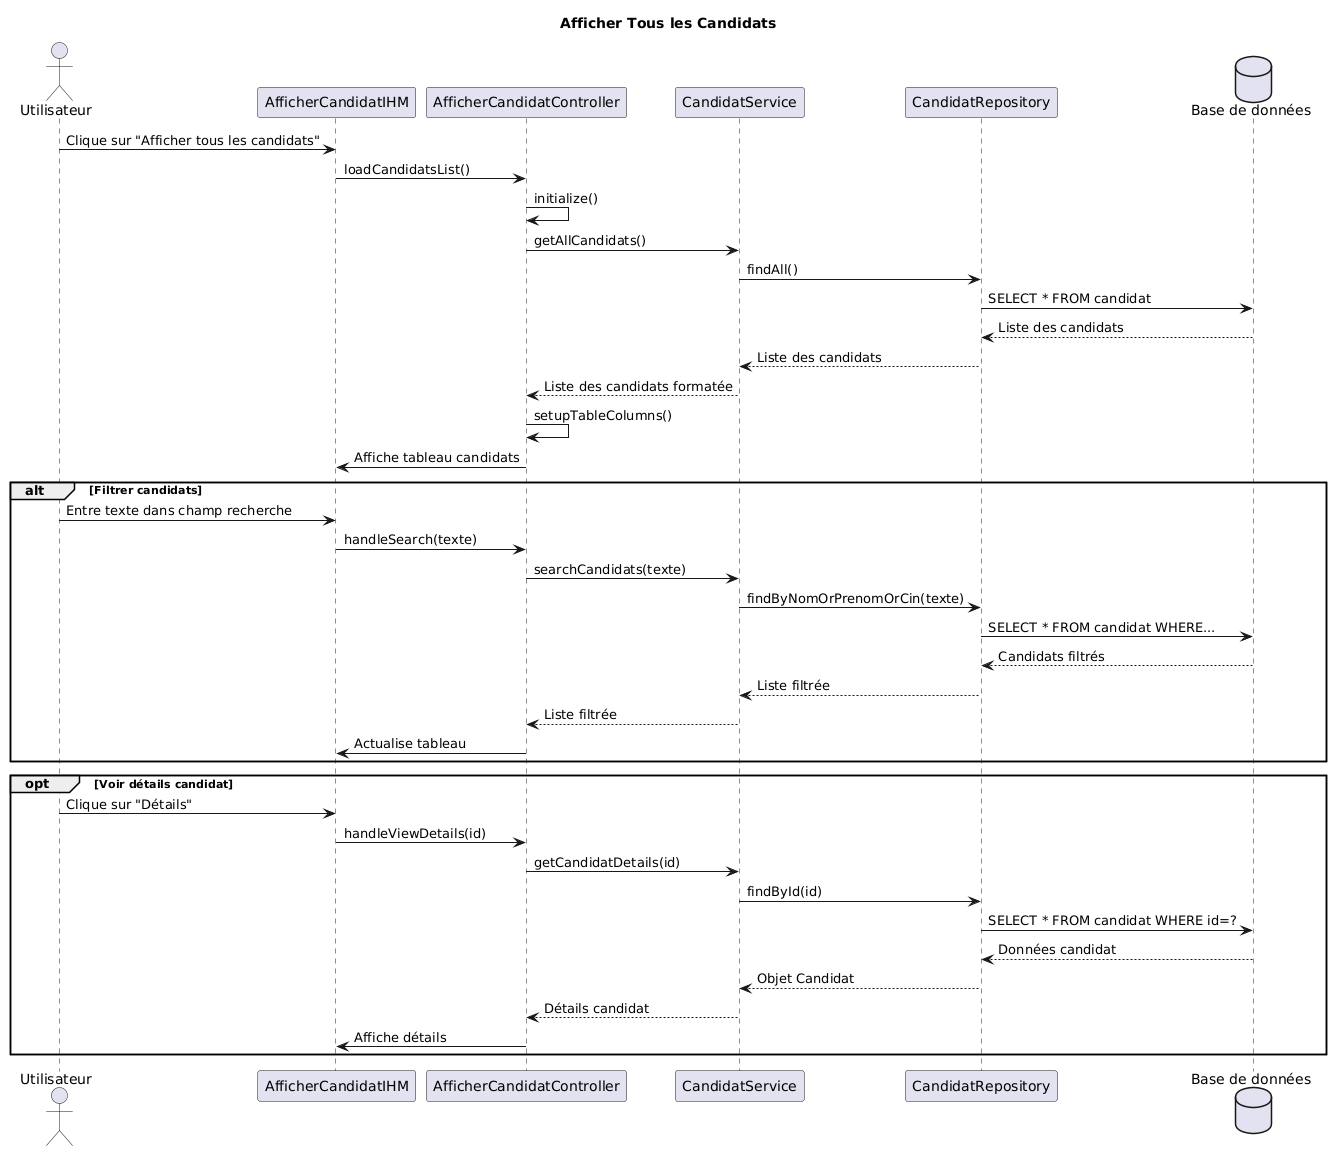 Afficher Tous les Candidats
Utilisateur
AfficherCandidatIHM
AfficherCandidatController
CandidatService
CandidatRepository
Base de données
Clique sur "Afficher tous les candidats"
loadCandidatsList()
initialize()
getAllCandidats()
findAll()
SELECT * FROM candidat
Liste des candidats
Liste des candidats
Liste des candidats formatée
setupTableColumns()
Affiche tableau candidats
alt [Filtrer candidats]
Entre texte dans champ recherche
handleSearch(texte)
searchCandidats(texte)
findByNomOrPrenomOrCin(texte)
SELECT * FROM candidat WHERE...
Candidats filtrés
Liste filtrée
Liste filtrée
Actualise tableau
opt [Voir détails candidat]
Clique sur "Détails"
handleViewDetails(id)
getCandidatDetails(id)
findById(id)
SELECT * FROM candidat WHERE id=?
Données candidat
Objet Candidat
Détails candidat
Affiche détails
Utilisateur
AfficherCandidatIHM
AfficherCandidatController
CandidatService
CandidatRepository
Base de données